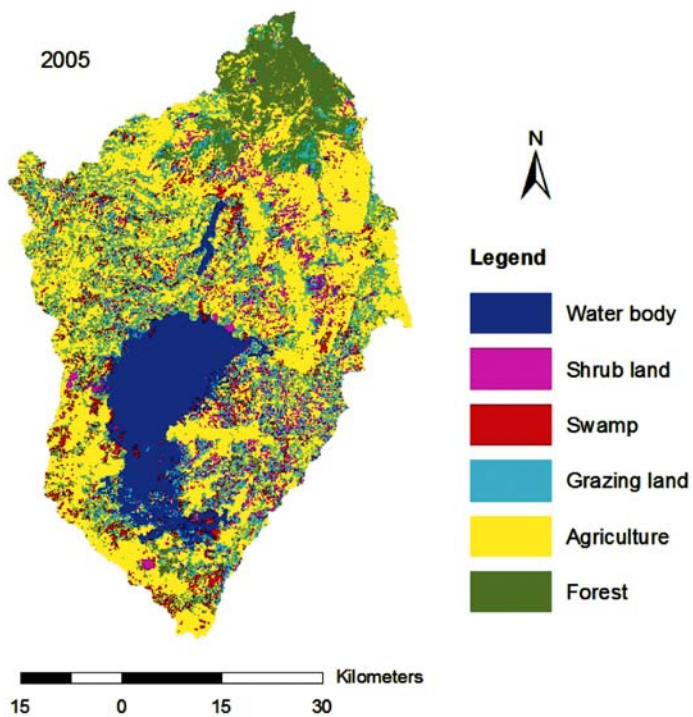 2005
N
Legend
Water body
Shrub land
Swamp
Grazing land
Agriculture
Forest
Kilometers
15 0 15 30